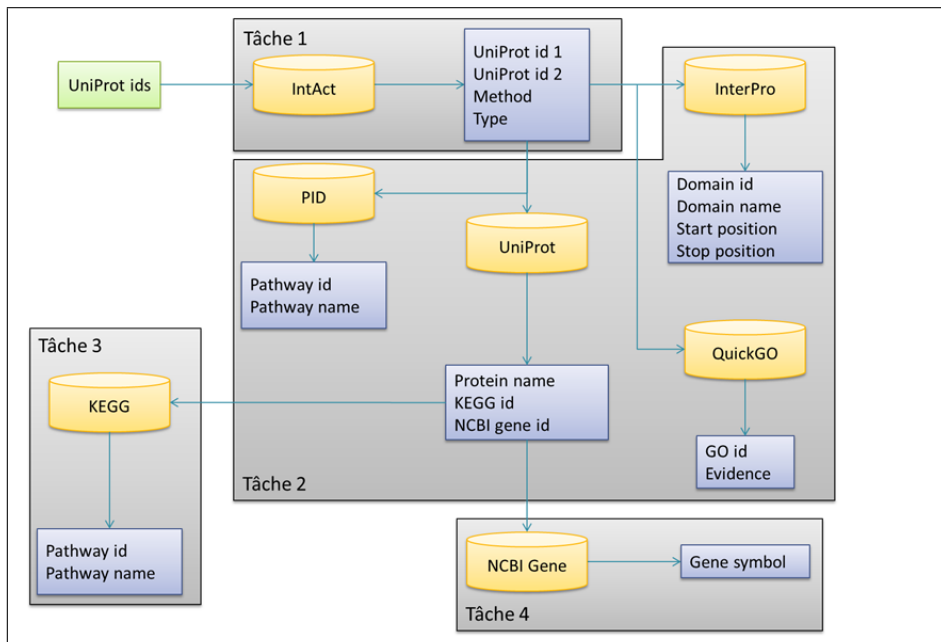 Tâche 1
UniProt ids
IntAct
UniProt id 1
UniProt id 2
Method
Type
InterPro
Domain id
Domain name
Start position
Stop position
PID
UniProt
Pathway id
Pathway name
QuickGO
GO id
Evidence
Protein name
KEGG id
NCBI gene id
Tâche 2
Tâche 3
KEGG
Pathway id
Pathway name
NCBI Gene
Gene symbol
Tâche 4